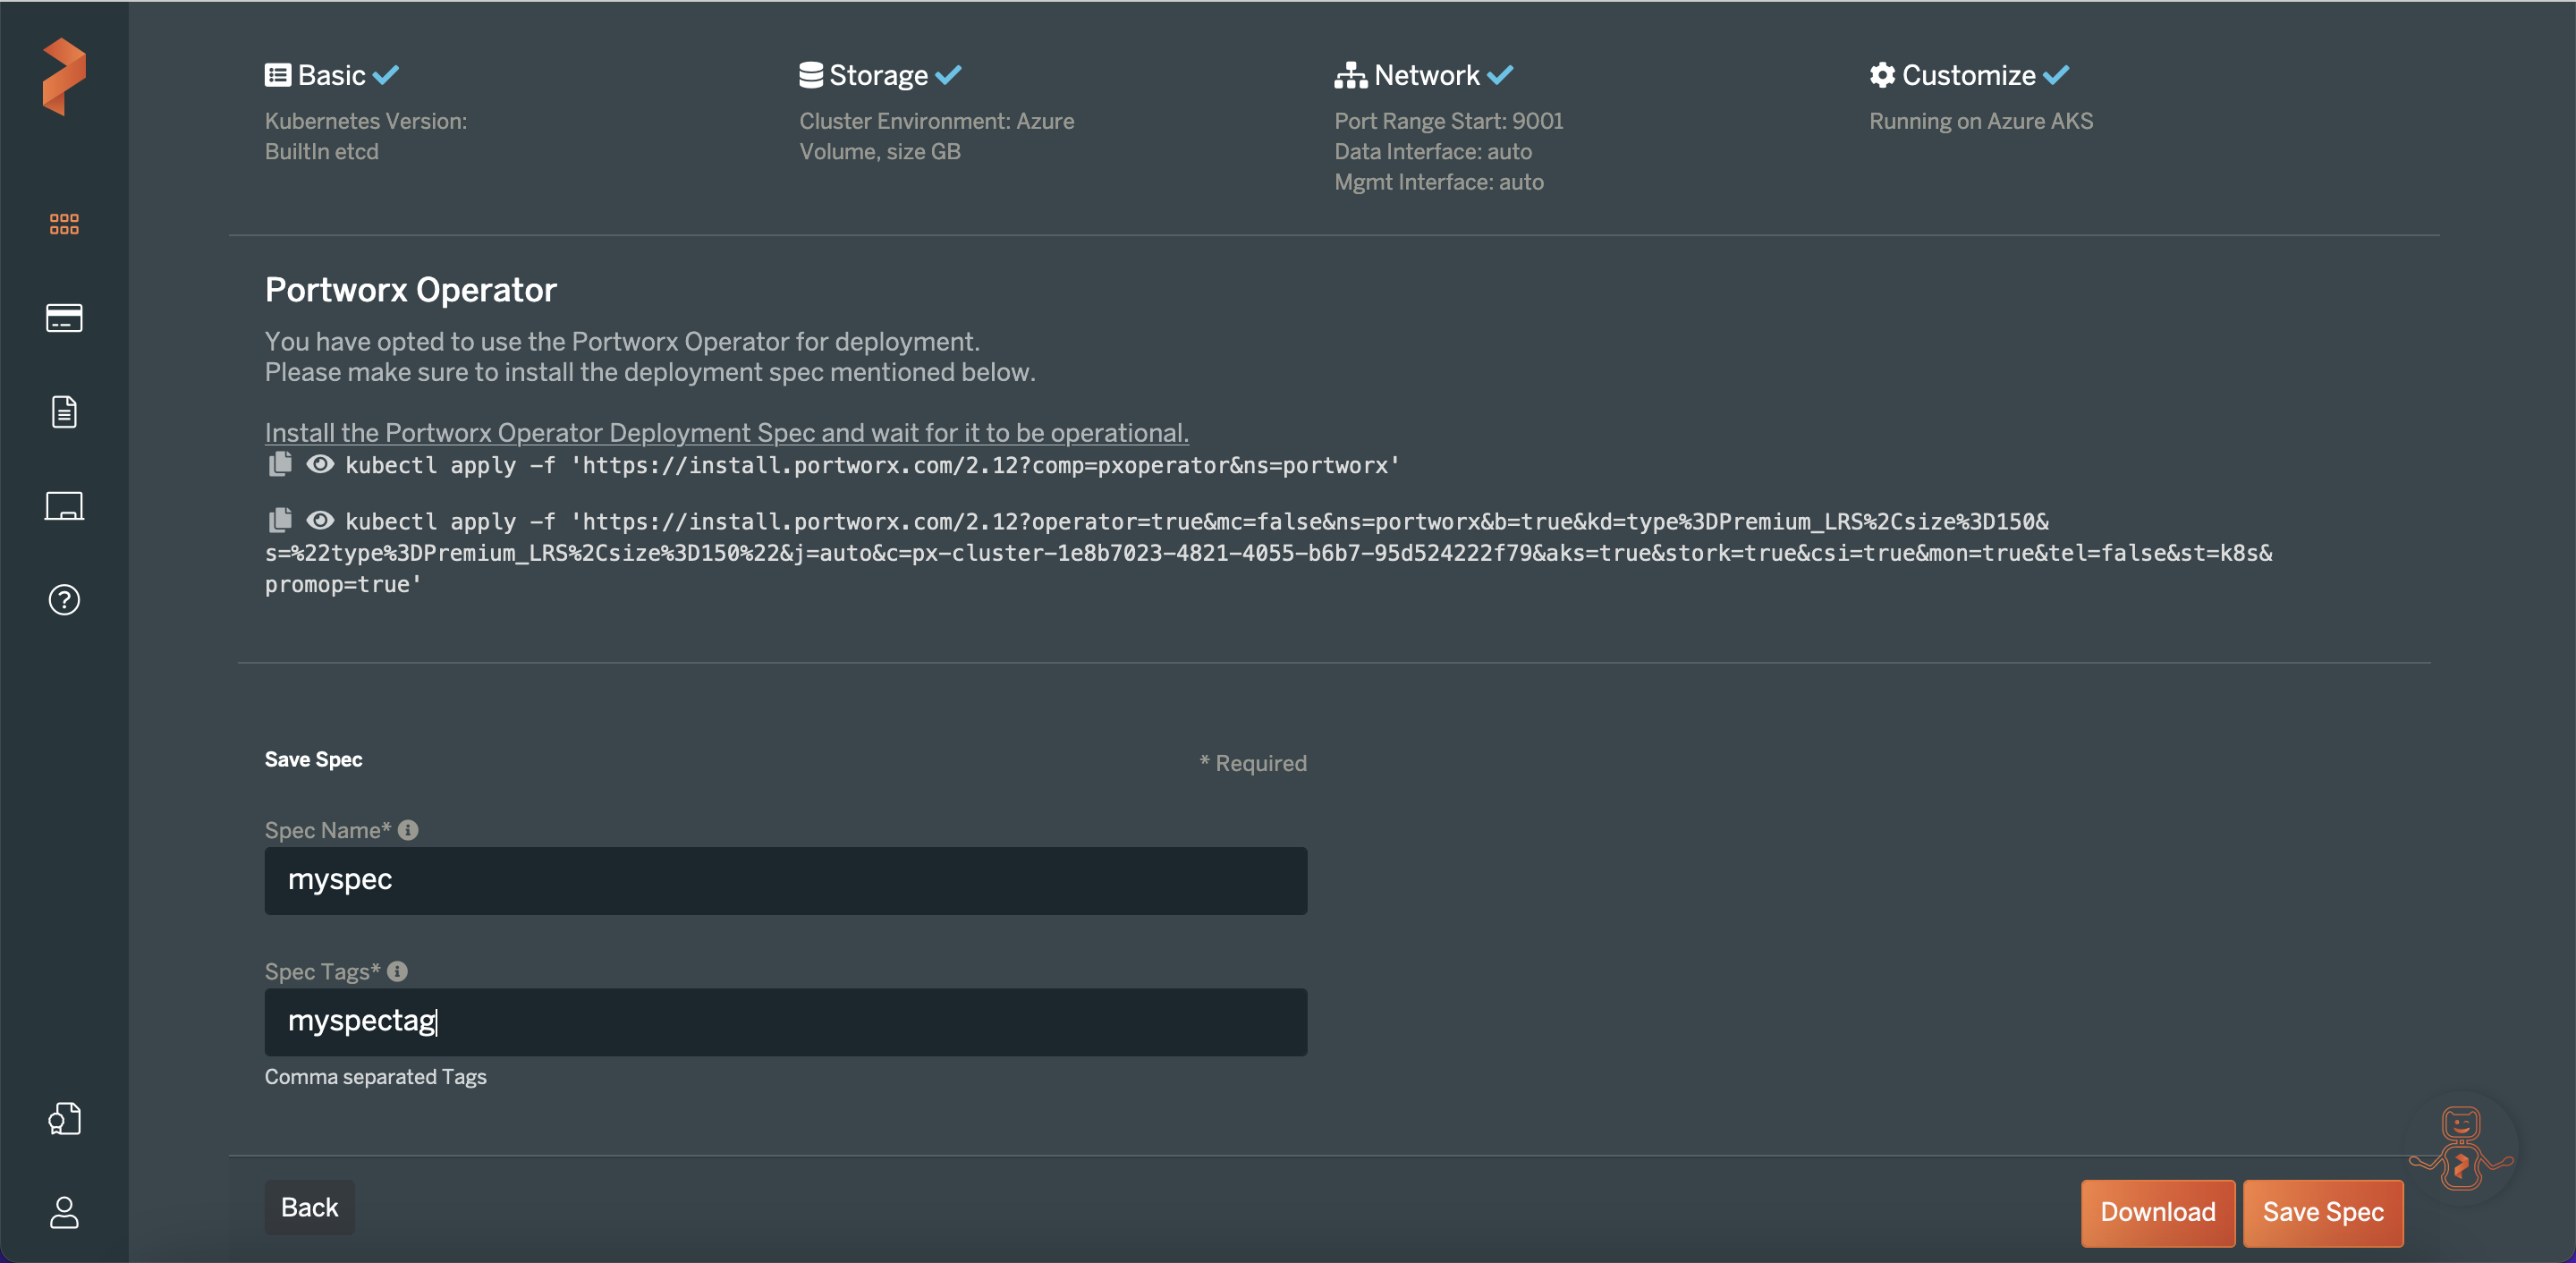 Basic
Kubernetes Version:
BuiltIn etcd
Storage
Cluster Environment: Azure
Volume, size GB
Network
Port Range Start: 9001
Data Interface: auto
Mgmt Interface: auto
Customize
Running on Azure AKS
Portworx Operator
You have opted to use the Portworx Operator for deployment.
Please make sure to install the deployment spec mentioned below.
Install the Portworx Operator Deployment Spec and wait for it to be operational.
kubectl apply -f 'https://install.portworx.com/2.12?comp=pxoperator&ns=portworx'
kubectl apply -f 'https://install.portworx.com/2.12?operator=true&mc=false&ns=portworx&b=true&kd=type%3DPremium_LRS%2Csize%3D150&
s=%22type%3DPremium_LRS%2Csize%3D150%22&j=auto&c=px-cluster-1e8b7023-4821-4055-b6b7-95d524222f79&aks=true&stork=true&csi=true&mon=true&tel=false&st=k8s&
promop=true'
Save Spec
* Required
Spec Name*
myspec
Spec Tags*
myspectag
Comma separated Tags
Back
Download
Save Spec